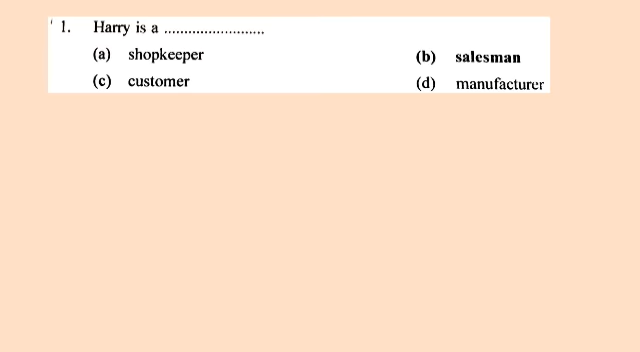 1. Harry is a .........................
(a) shopkeeper (b) salesman
(c) customer (d) manufacturer